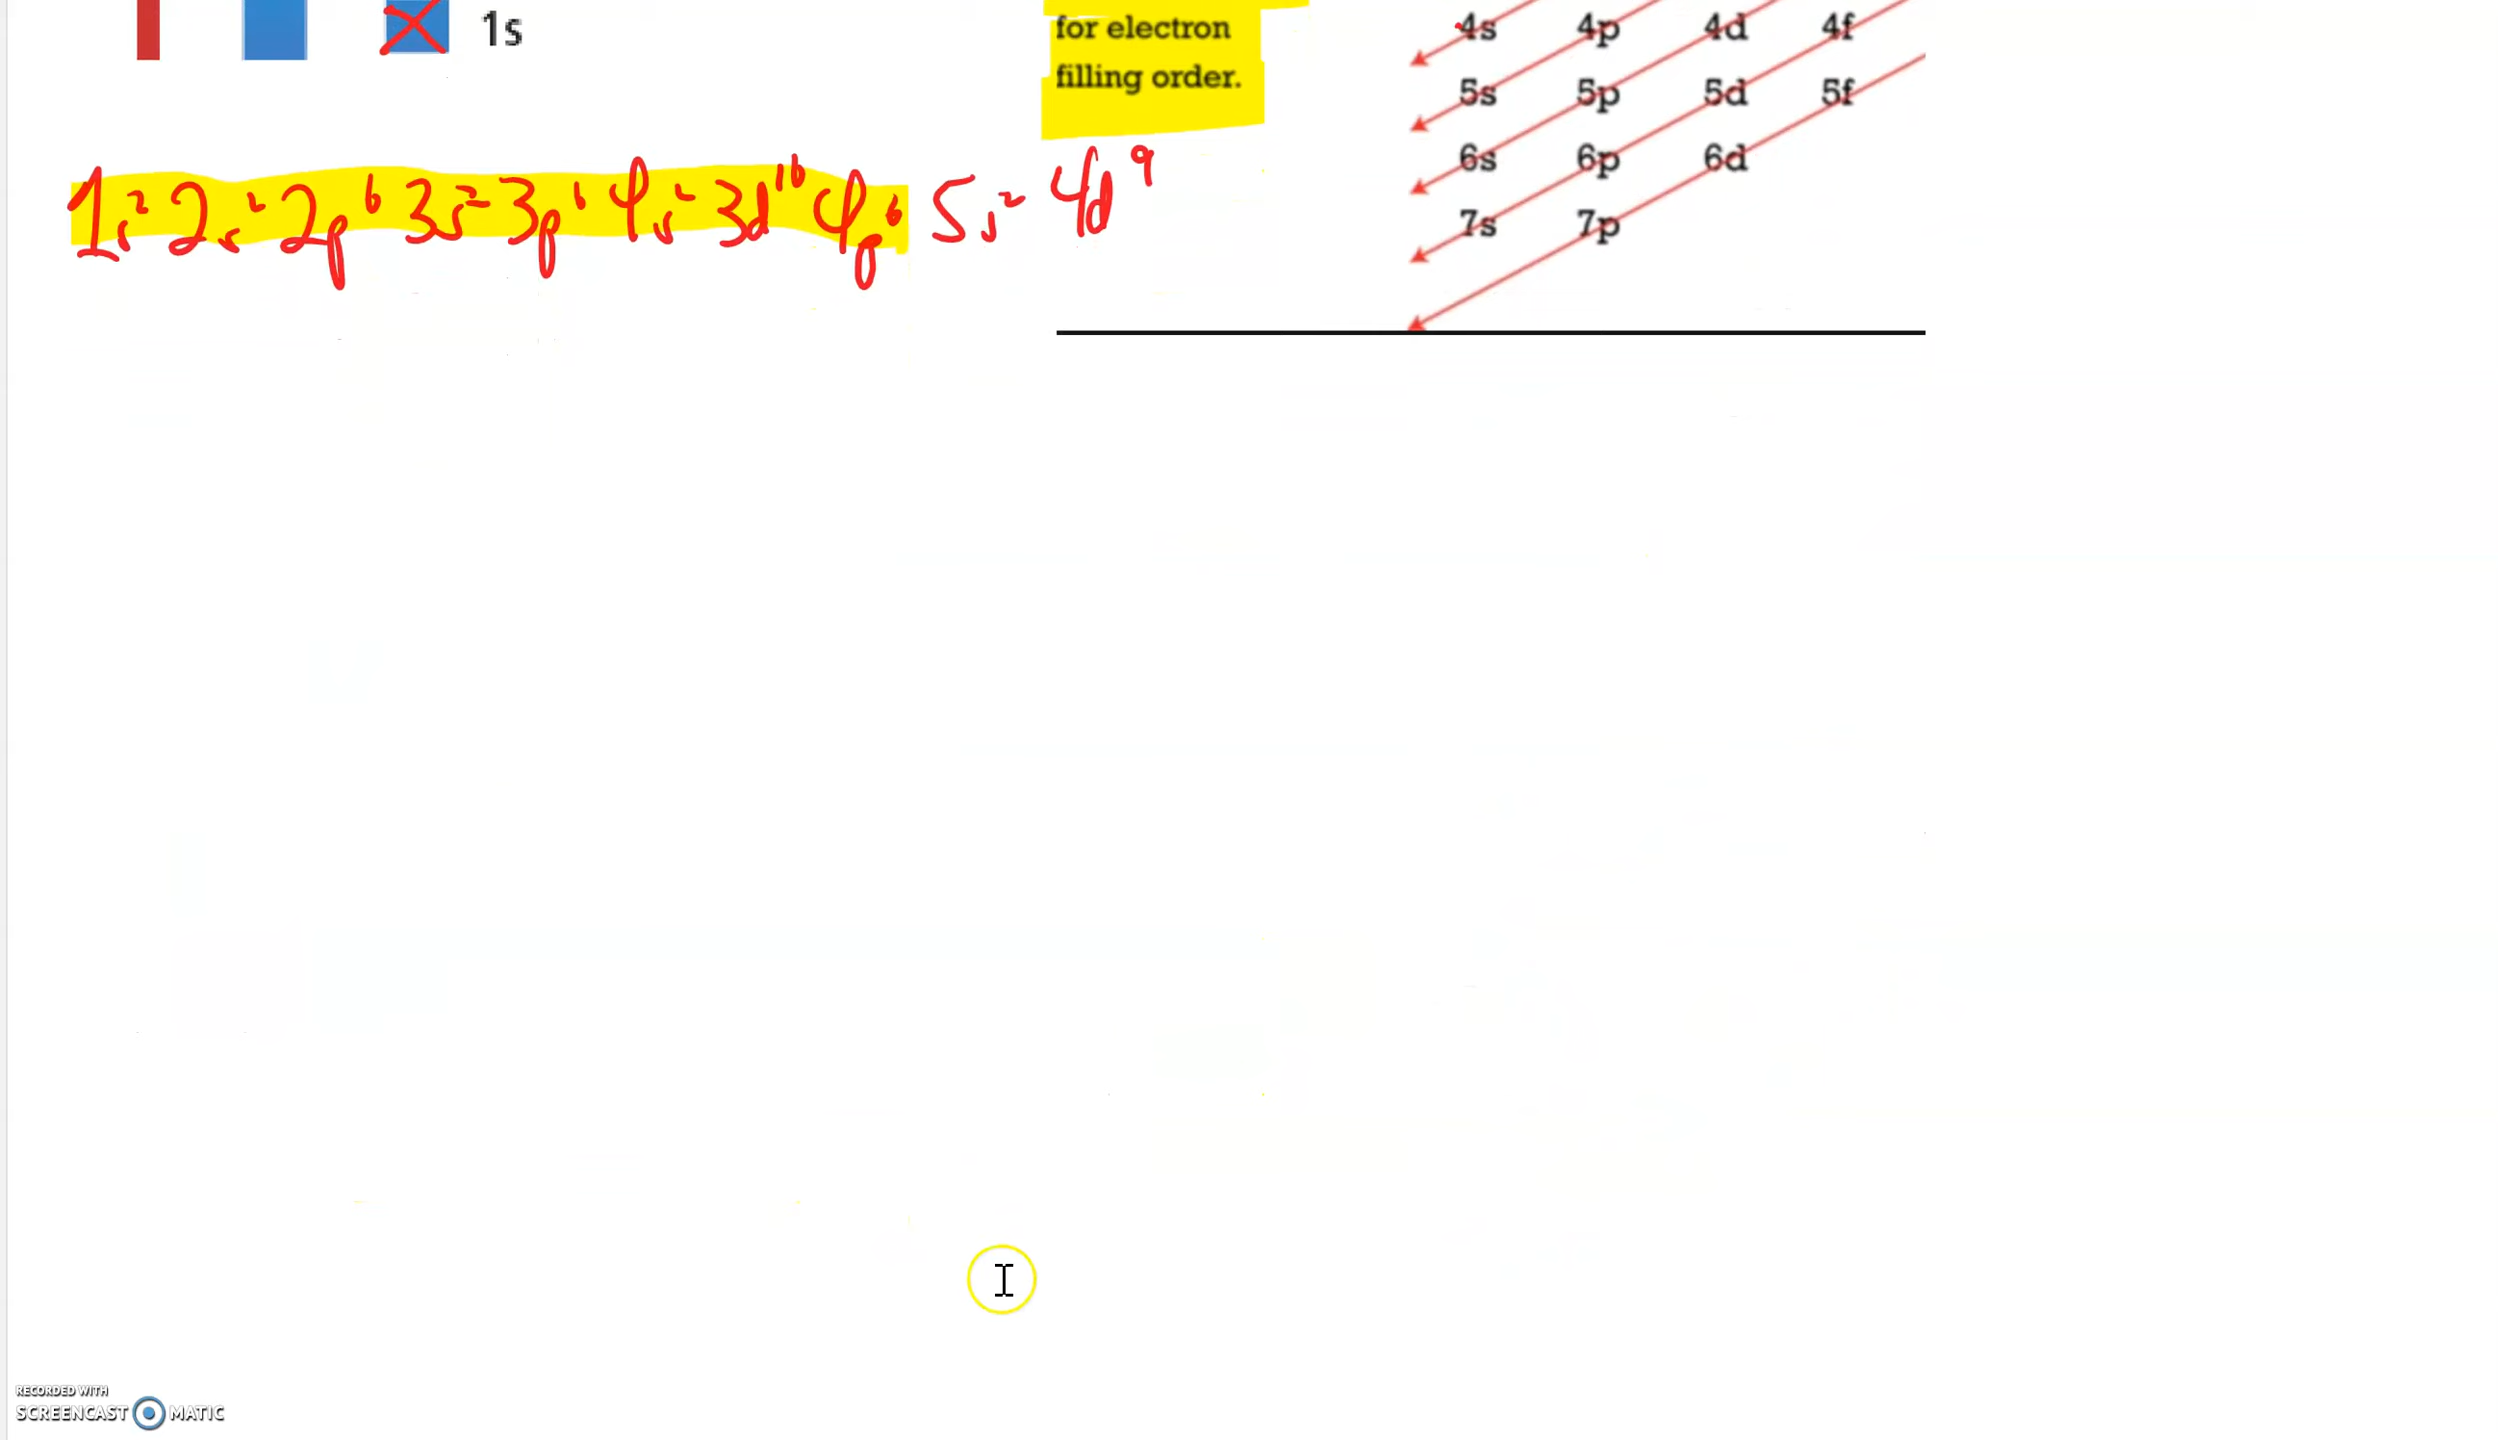 1s
for electron
filling order.
4s 4p 4d 4f
5s 5p 5d 5f
6s 6p 6d
7s 7p
1s² 2s² 2p⁶ 3s² 3p⁶ 4s² 3d¹⁰ 4p⁶ 5s² 4d⁹
RECORDED WITH
SCREENCAST MATIC